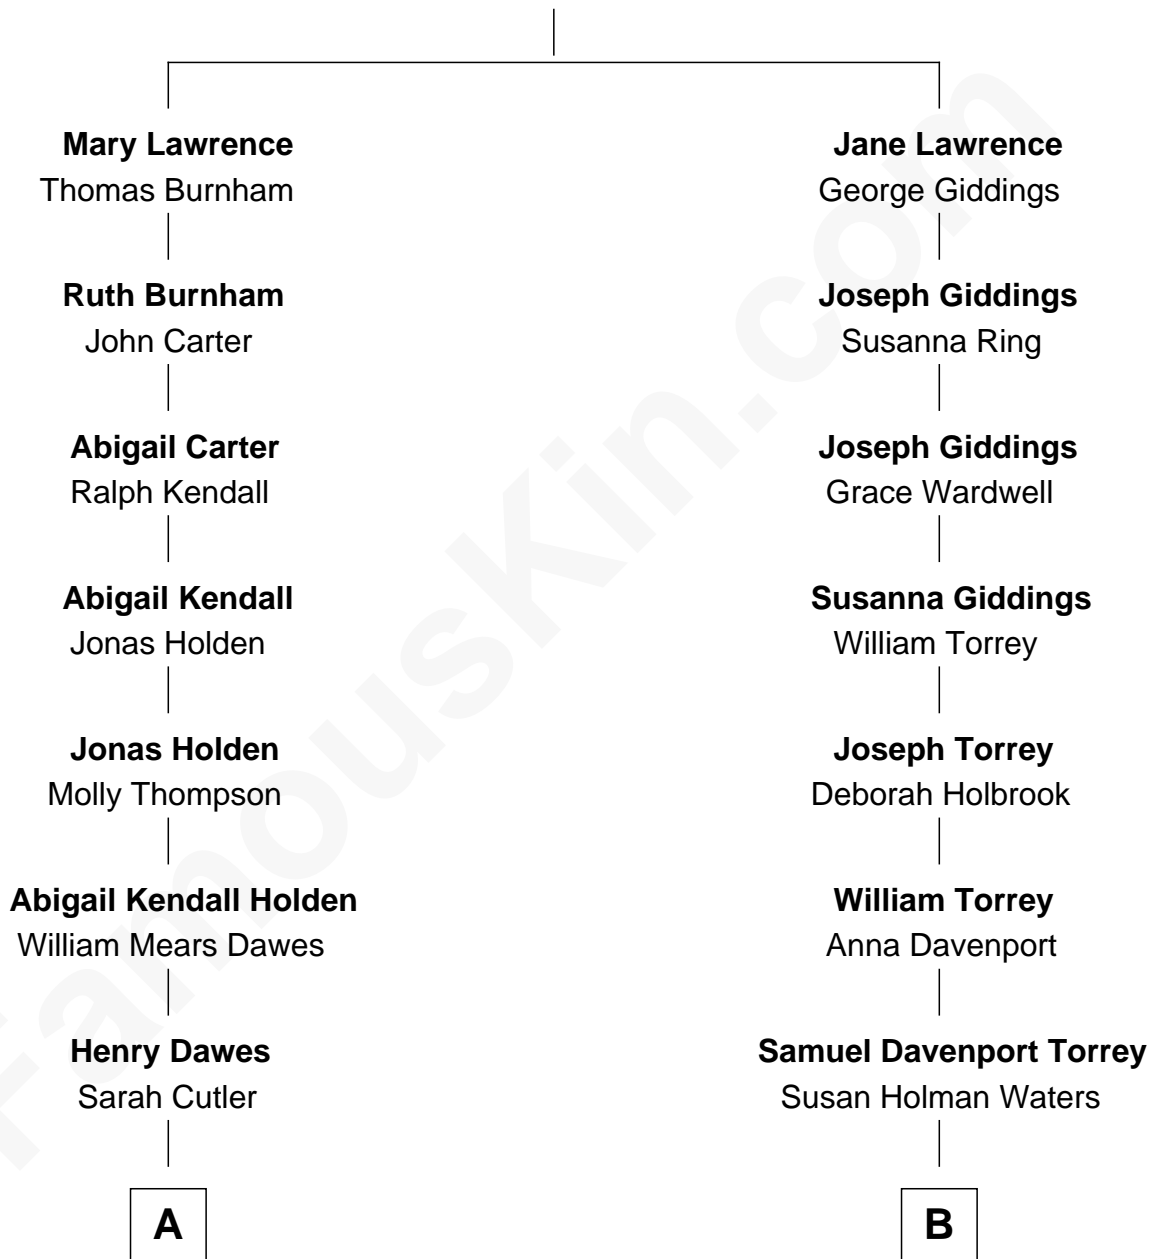 Mary Lawrence
Thomas Burnham
Jane Lawrence
George Giddings
Ruth Burnham
John Carter
Joseph Giddings
Susanna Ring
Abigail Carter
Ralph Kendall
Joseph Giddings
Grace Wardwell
Abigail Kendall
Jonas Holden
Susanna Giddings
William Torrey
Jonas Holden
Molly Thompson
Joseph Torrey
Deborah Holbrook
Abigail Kendall Holden
William Mears Dawes
William Torrey
Anna Davenport
Henry Dawes
Sarah Cutler
Samuel Davenport Torrey
Susan Holman Waters
A
B
FamousKin.com